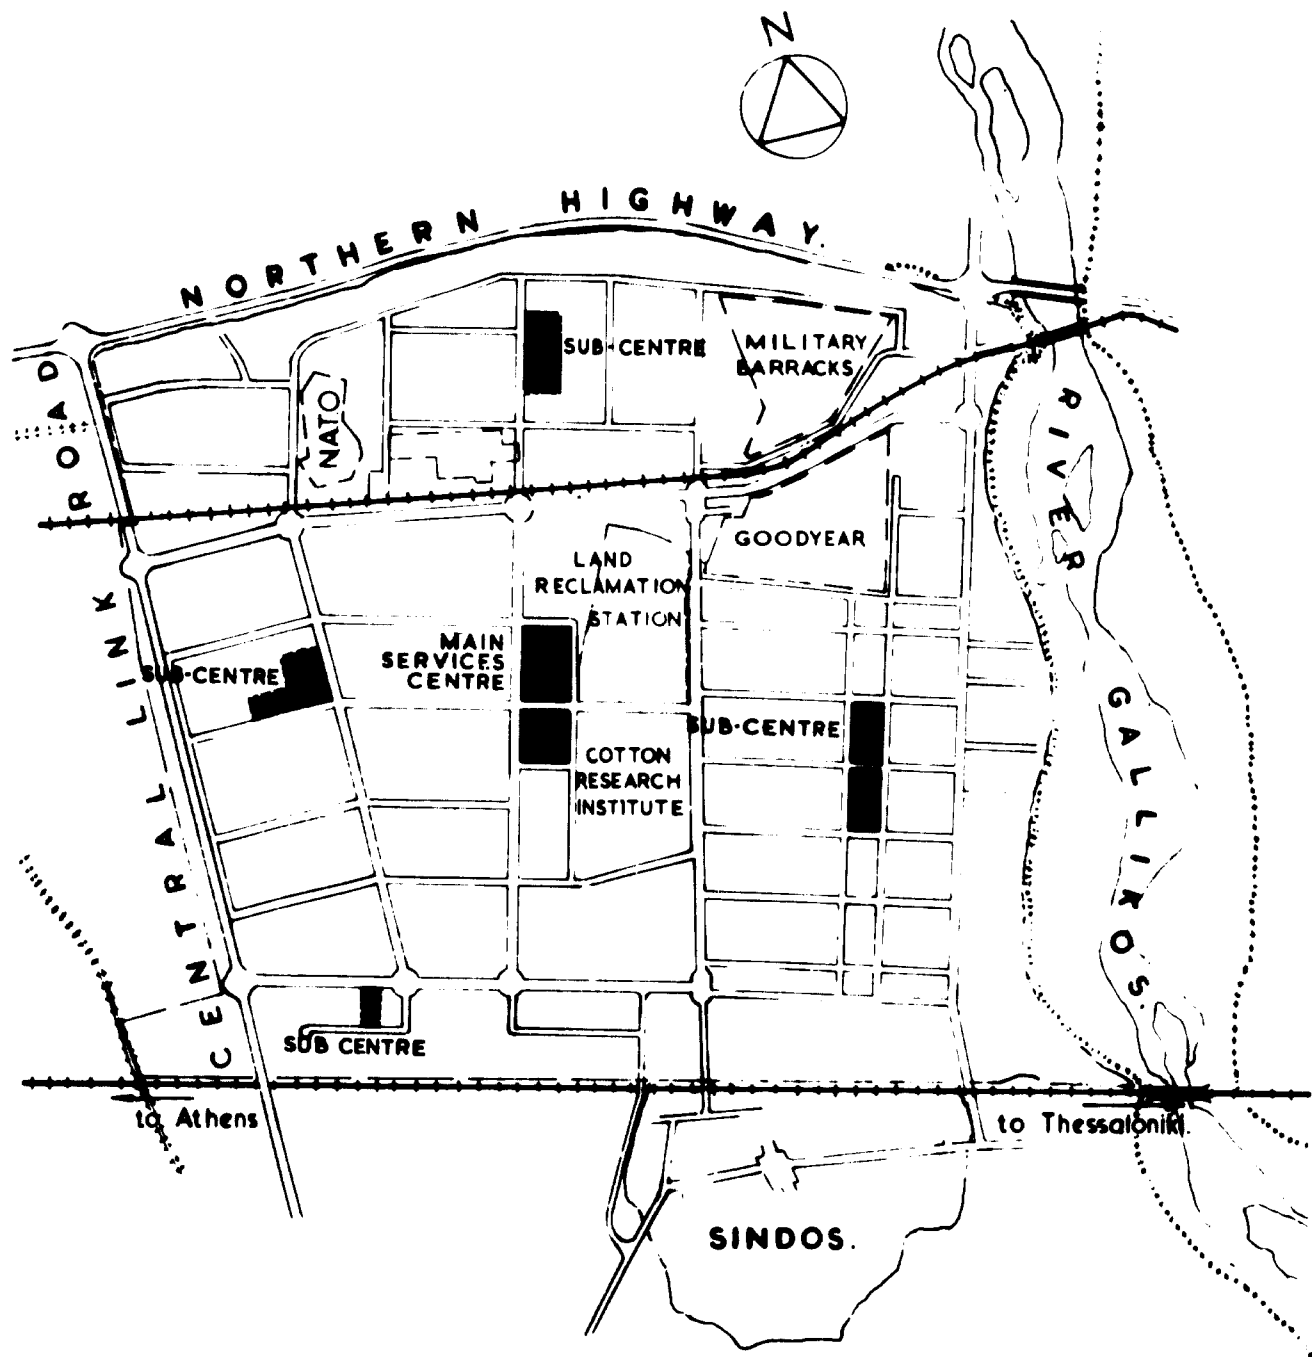 N
NORTHERN HIGHWAY.
SUB-CENTRE
MILITARY
BARRACKS
NATO
CENTRAL LINK ROAD
RIVER GALLIKOS.
GOODYEAR
LAND
RECLAMATION
STATION
MAIN
SERVICES
CENTRE
SUB-CENTRE
SUB-CENTRE
COTTON
RESEARCH
INSTITUTE
SUB CENTRE
to Athens
to Thessaloniki.
SINDOS.